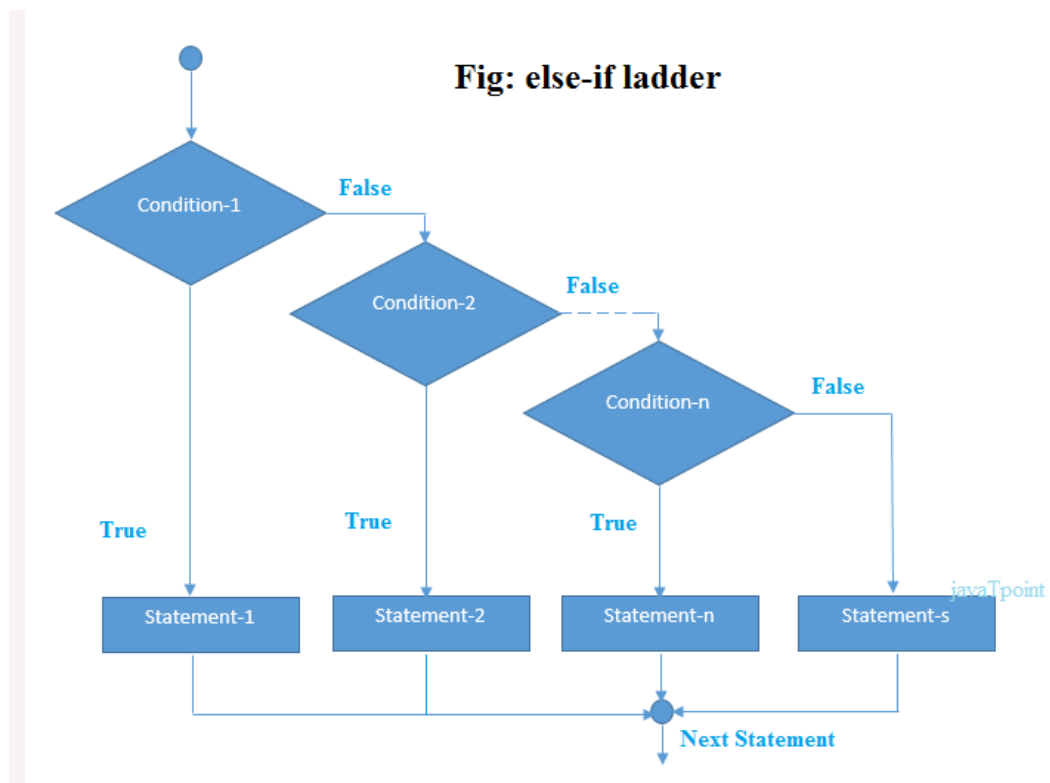 Fig: else-if ladder
Condition-1
False
Condition-2
False
Condition-n
False
True
True
True
javaTpoint
Statement-1
Statement-2
Statement-n
Statement-s
Next Statement